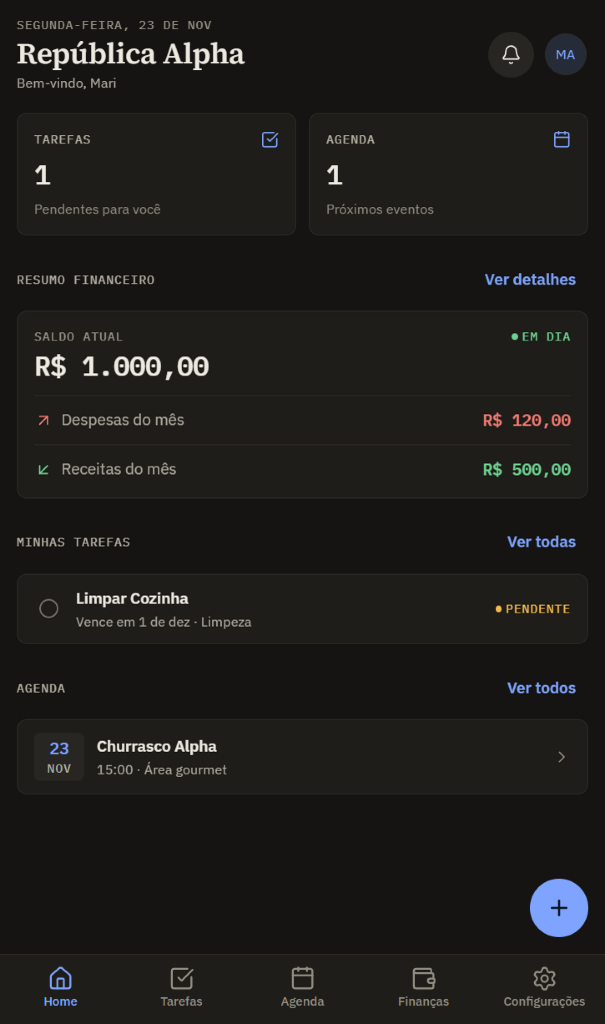 SEGUNDA-FEIRA, 23 DE NOV
República Alpha
Bem-vindo, Mari
MA
TAREFAS
1
Pendentes para você
AGENDA
1
Próximos eventos
RESUMO FINANCEIRO
Ver detalhes
SALDO ATUAL
EM DIA
R$ 1.000,00
Despesas do mês
R$ 120,00
Receitas do mês
R$ 500,00
MINHAS TAREFAS
Ver todas
Limpar Cozinha
Vence em 1 de dez · Limpeza
PENDENTE
AGENDA
Ver todos
23
NOV
Churrasco Alpha
15:00 · Área gourmet
Home
Tarefas
Agenda
Finanças
Configurações